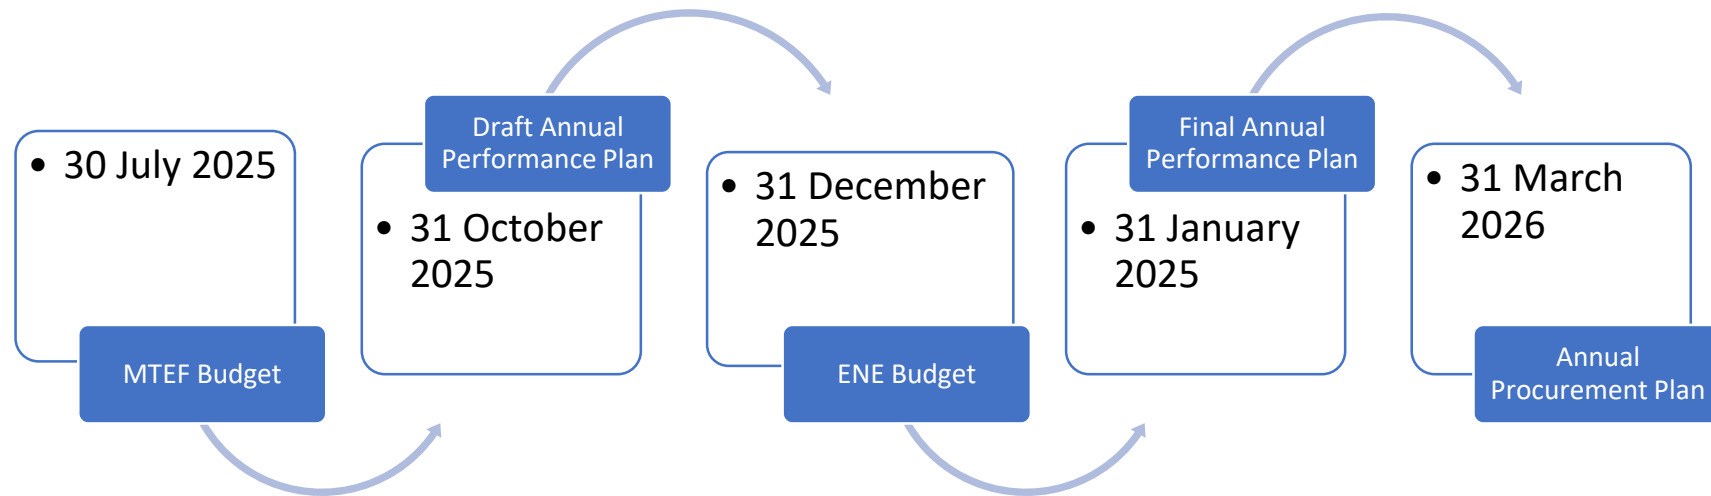 • 30 July 2025
MTEF Budget
Draft Annual
Performance Plan
• 31 October
2025
• 31 December
2025
ENE Budget
Final Annual
Performance Plan
• 31 January
2025
• 31 March
2026
Annual
Procurement Plan